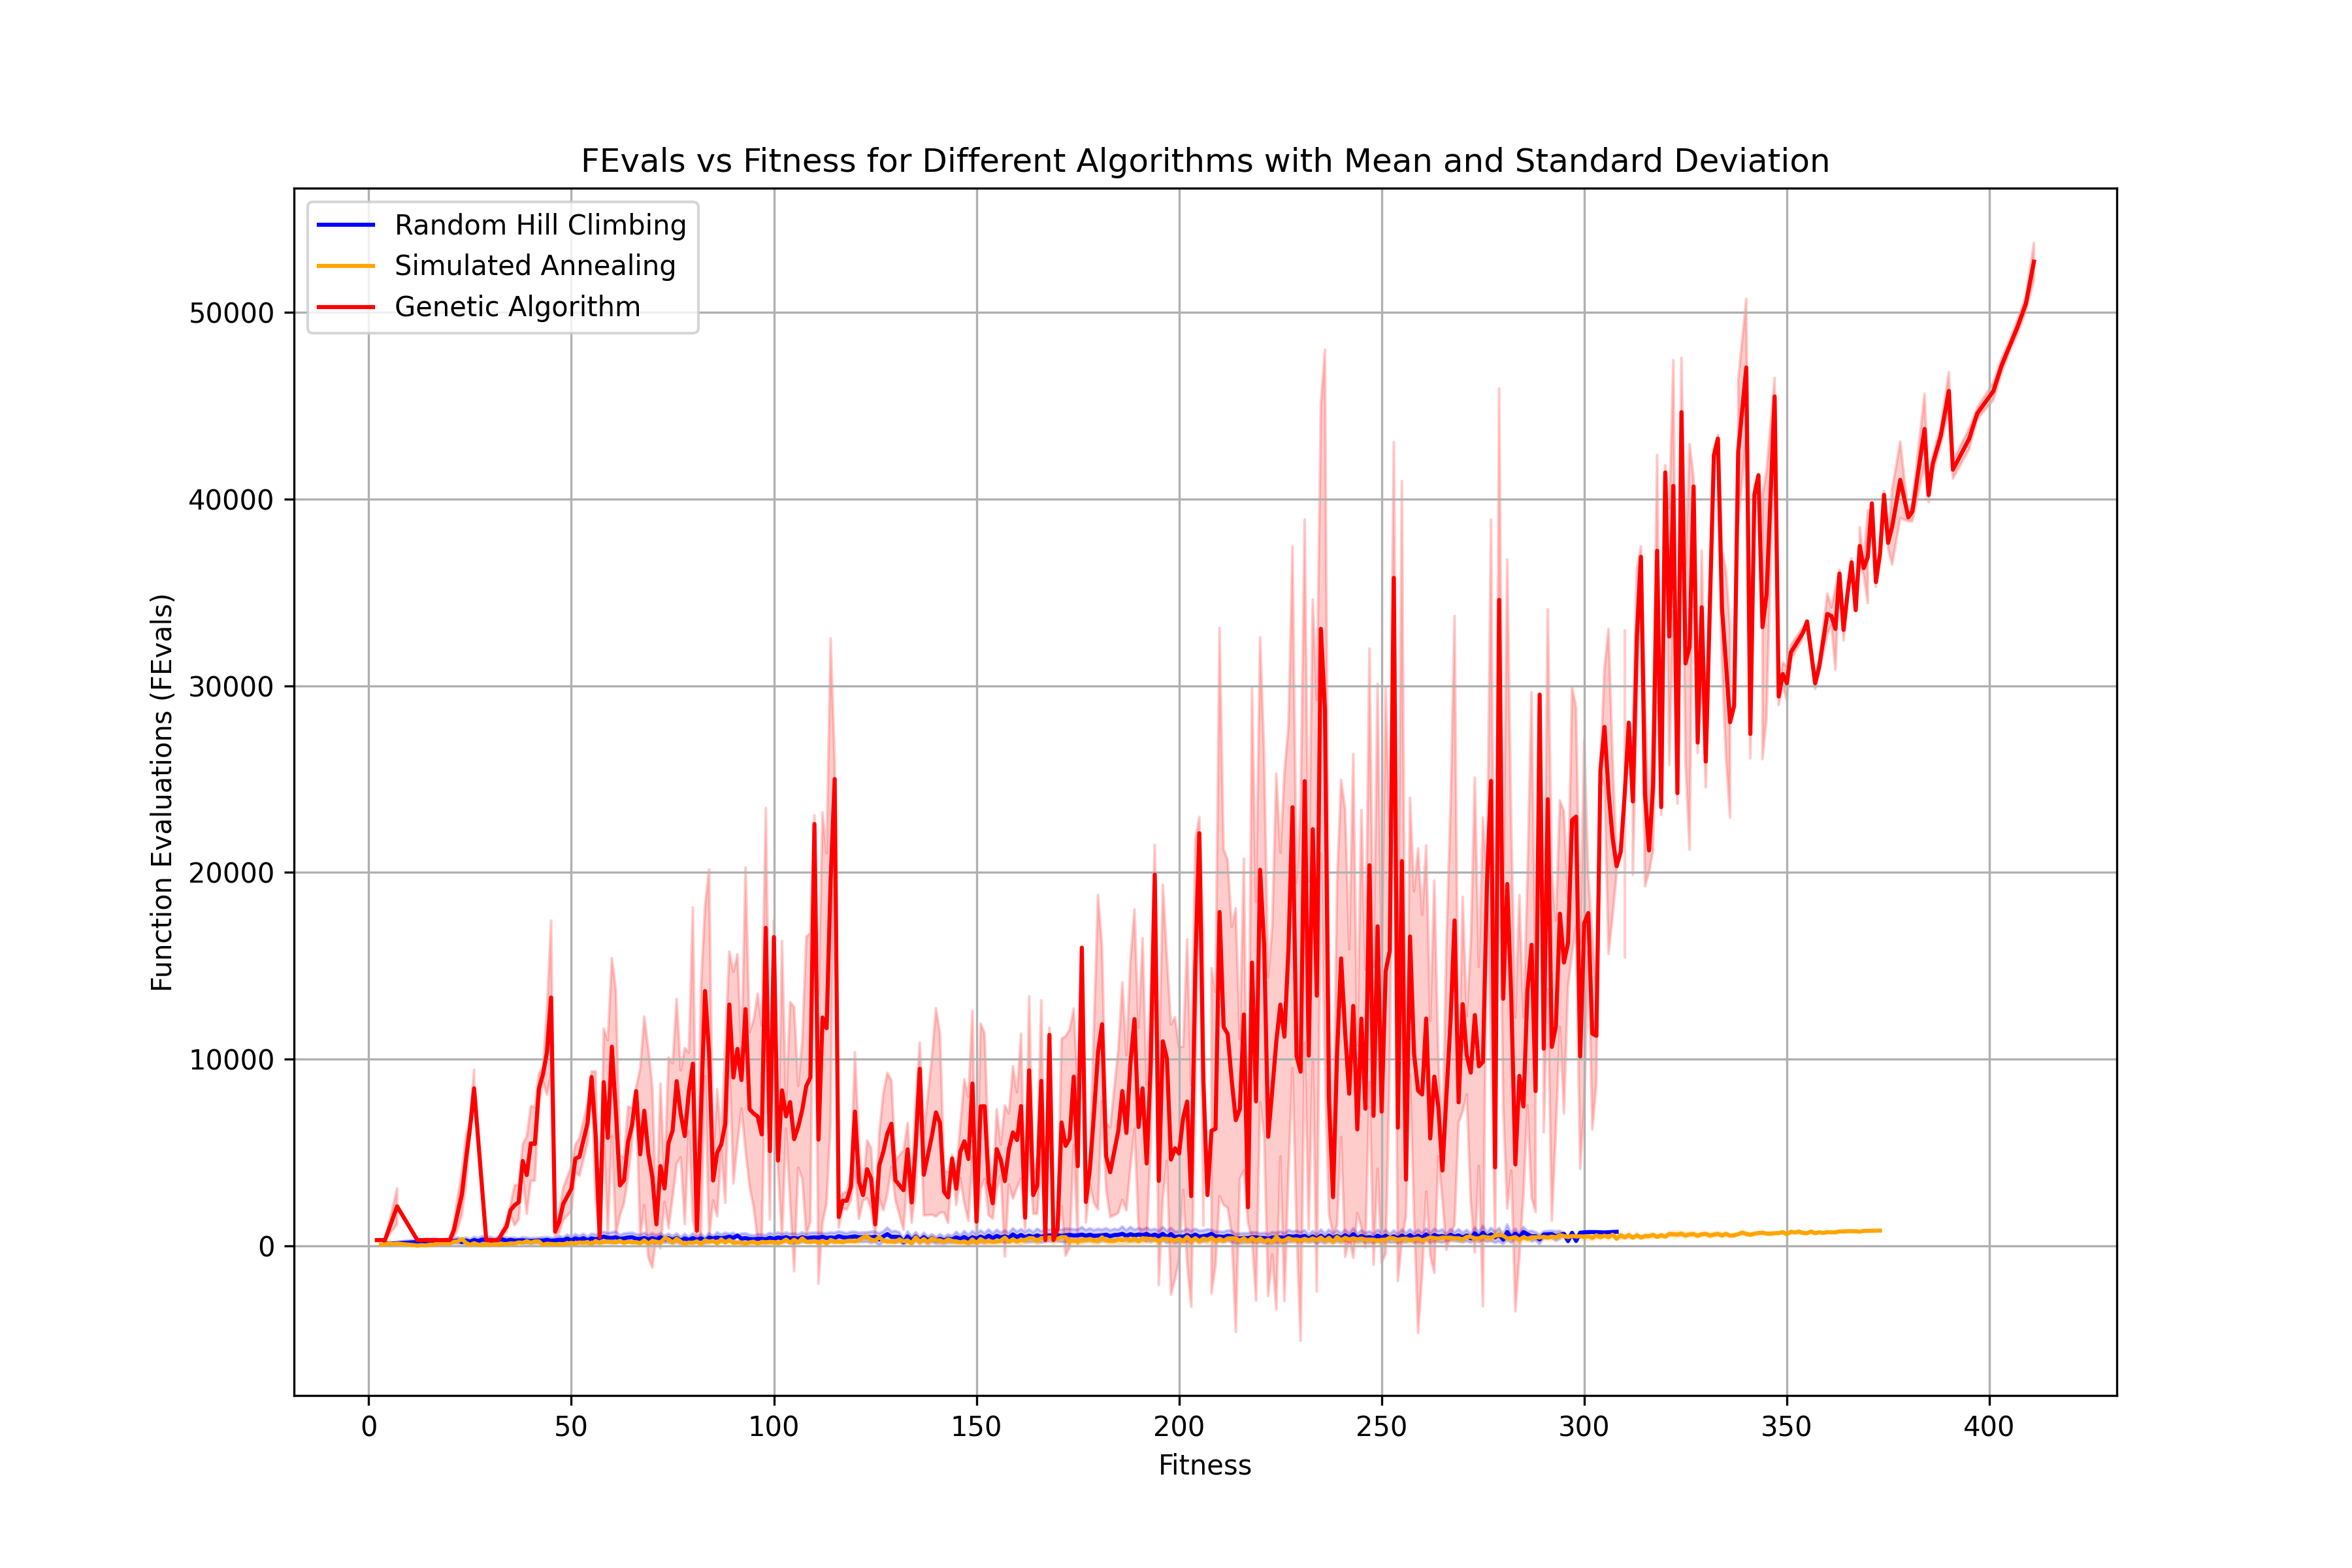 FEvals vs Fitness for Different Algorithms with Mean and Standard Deviation
Random Hill Climbing
Simulated Annealing
Genetic Algorithm
Function Evaluations (FEvals)
50000
40000
30000
20000
10000
0
0 50 100 150 200 250 300 350 400
Fitness